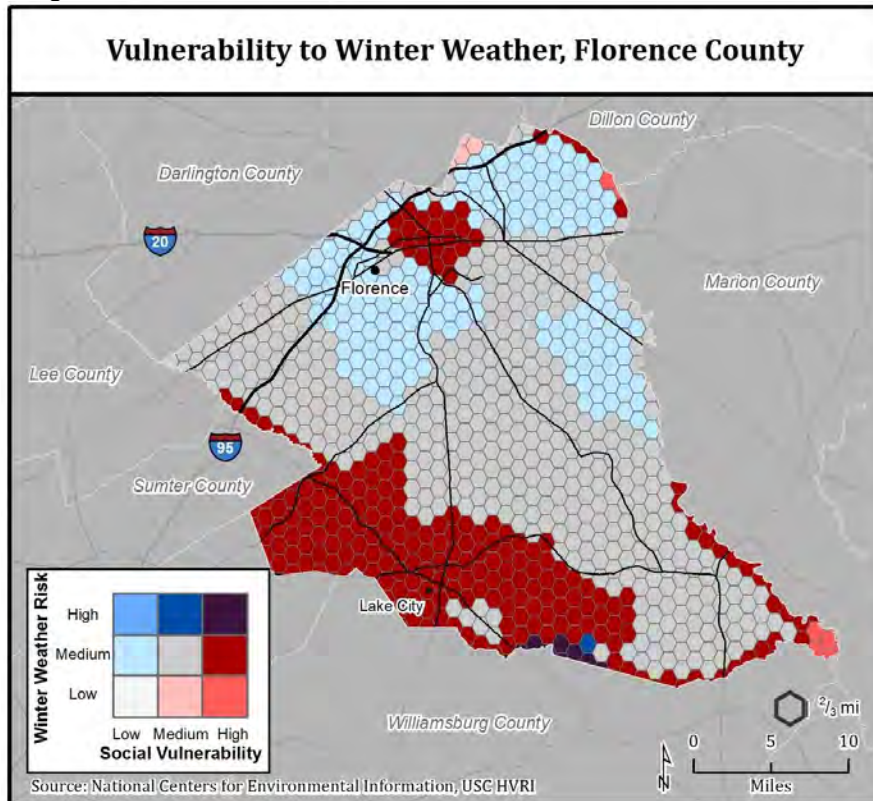 Vulnerability to Winter Weather, Florence County
Dillon County
Darlington County
20
Florence
Marion County
Lee County
95
Sumter County
Lake City
Winter Weather Risk
High
Medium
Low
Low Medium High
Social Vulnerability
Williamsburg County
2/3 mi
0 5 10
Miles
N
Source: National Centers for Environmental Information, USC HVRI